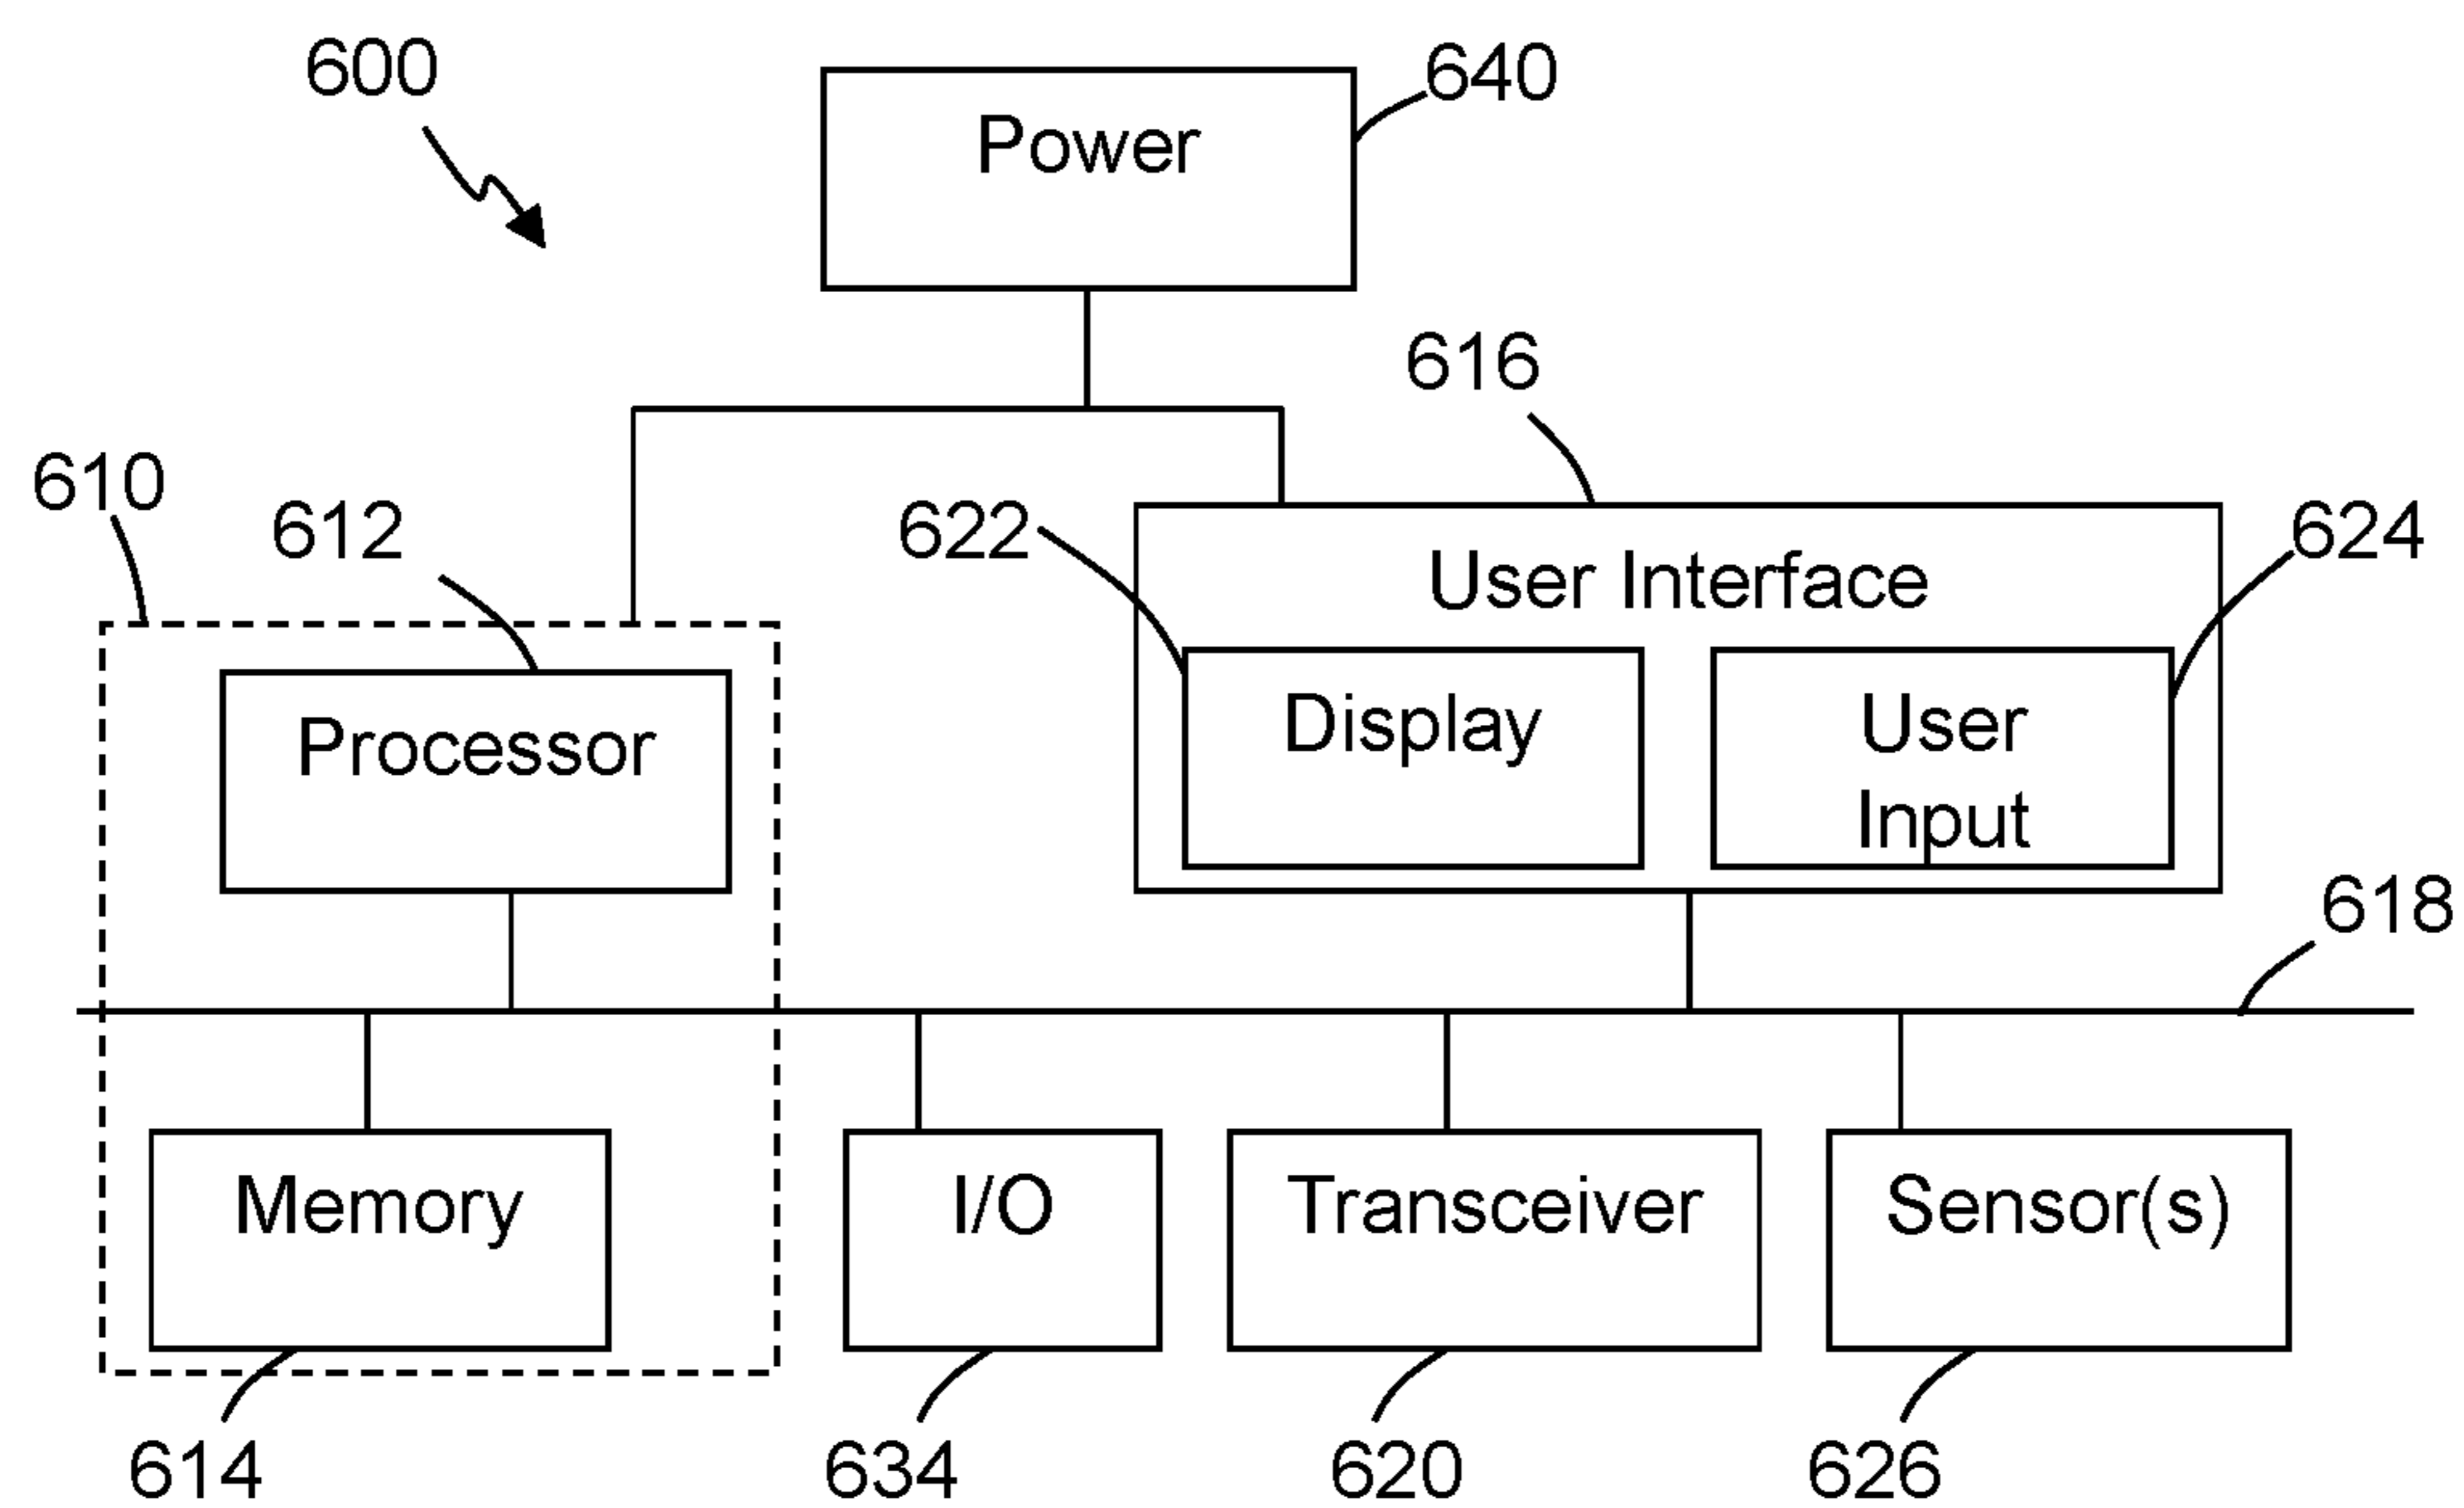 600
640
Power
616
610
612
622
624
User Interface
Processor
Display
User
Input
618
Memory
I/O
Transceiver
Sensor(s)
614
634
620
626